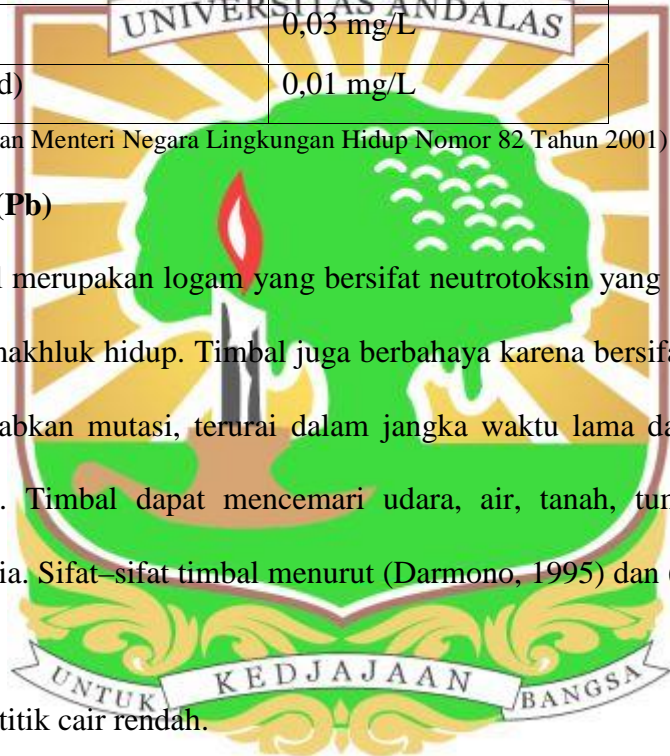 UNIVERSITAS ANDALAS
0,03 mg/L
d)
0,01 mg/L
an Menteri Negara Lingkungan Hidup Nomor 82 Tahun 2001)
(Pb)
merupakan logam yang bersifat neutrotoksin yang
makhluk hidup. Timbal juga berbahaya karena bersifa
abkan mutasi, terurai dalam jangka waktu lama da
. Timbal dapat mencemari udara, air, tanah, tum
ia. Sifat–sifat timbal menurut (Darmono, 1995) dan
UNTUK KEDJAJAAN BANGSA
titik cair rendah.